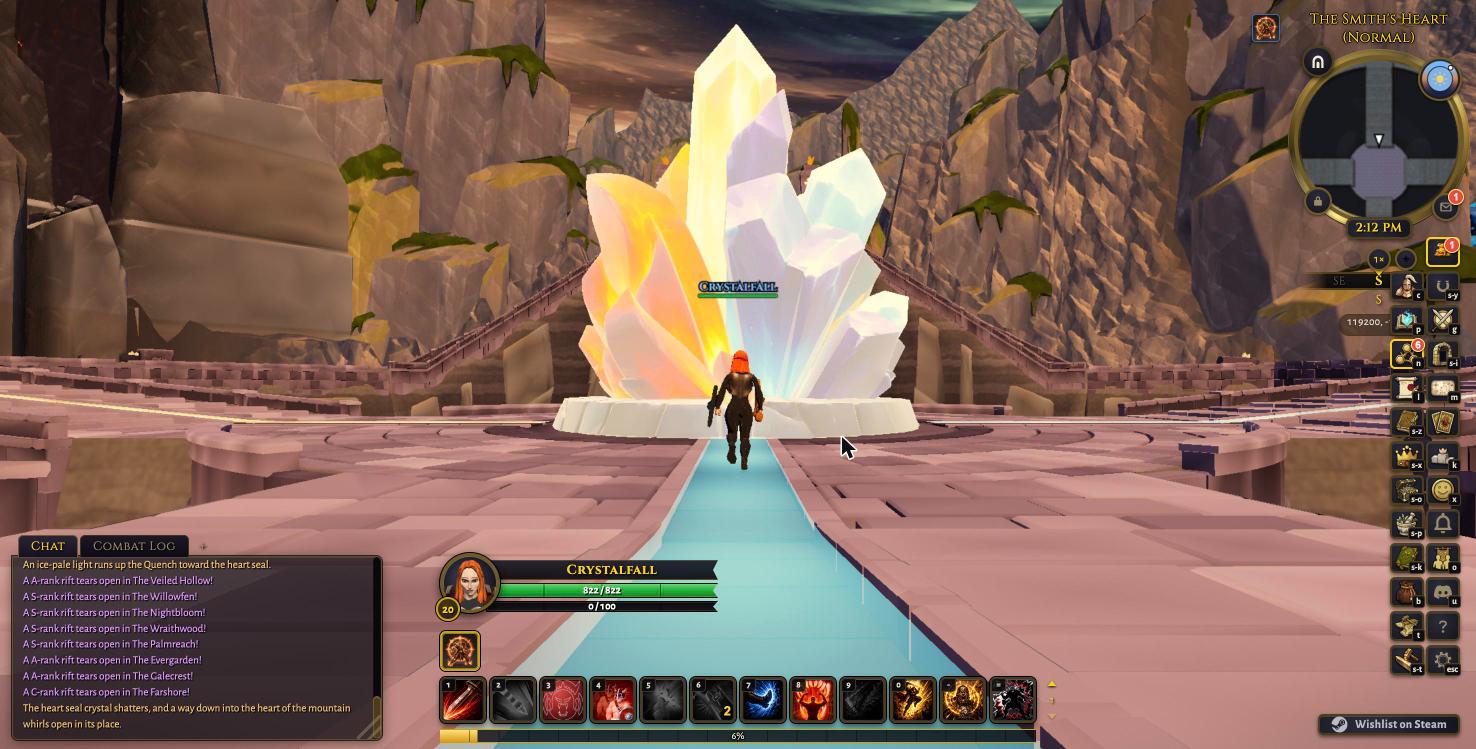 The Smith's Heart
(Normal)
2:12 PM
1
1
1×
SE
S
S
119200, -
c
s-y
p
g
6
n
s-i
l
m
s-z
s-x
k
s-o
x
s-p
s-k
o
b
u
t
?
s-t
esc
Wishlist on Steam
Crystalfall
Chat
Combat Log
+
An ice-pale light runs up the Quench toward the heart seal.
A A-rank rift tears open in The Veiled Hollow!
A S-rank rift tears open in The Willowfen!
A S-rank rift tears open in The Nightbloom!
A S-rank rift tears open in The Wraithwood!
A S-rank rift tears open in The Palmreach!
A A-rank rift tears open in The Evergarden!
A A-rank rift tears open in The Galecrest!
A C-rank rift tears open in The Farshore!
The heart seal crystal shatters, and a way down into the heart of the mountain
whirls open in its place.
Crystalfall
822 / 822
0 / 100
20
1 2 3 4 5 6 7 8 9 0 - =
2
1
6%